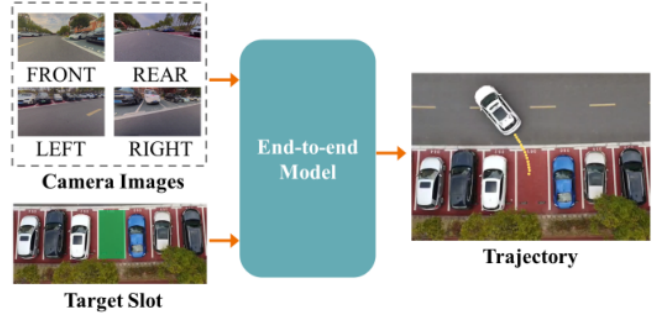 FRONT
REAR
LEFT
RIGHT
Camera Images
Target Slot
End-to-end
Model
Trajectory